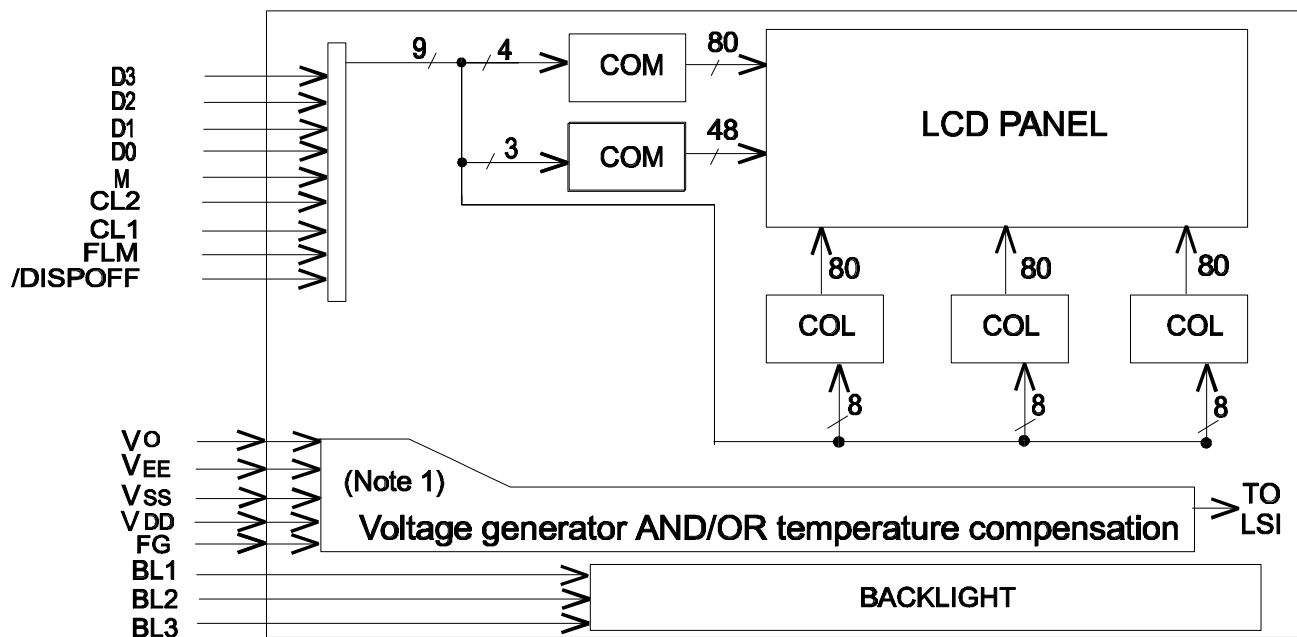 D3
D2
D1
D0
M
CL2
CL1
FLM
/DISPOFF
9
4
COM
80
3
COM
48
LCD PANEL
80
80
80
COL
COL
COL
8
8
8
VO
VEE
VSS
VDD
FG
(Note 1)
Voltage generator AND/OR temperature compensation
TO
LSI
BL1
BL2
BL3
BACKLIGHT